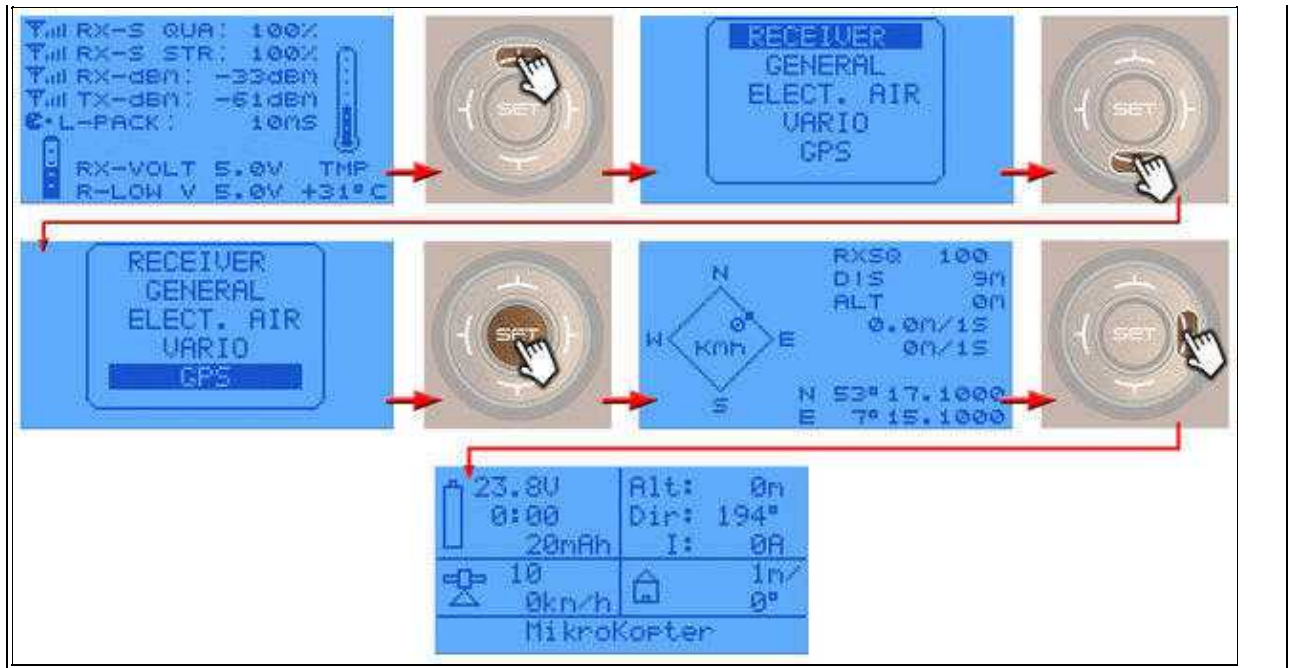 RX-S QUA: 100%
RX-S STR: 100%
RX-dBm: -33dBm
TX-dBm: -61dBm
L-PACK: 10mS
RX-VOLT 5.0V TMP
R-LOW V 5.0V +31°C
SET
RECEIVER
GENERAL
ELECT. AIR
VARIO
GPS
SET
RECEIVER
GENERAL
ELECT. AIR
VARIO
GPS
SET
RXSQ 100
DIS 9m
ALT 0m
0.0m/1S
0m/1S
N
W 0° E
Kmh
S
N 53°17.1000
E 7°15.1000
SET
23.8V Alt: 0m
0:00 Dir: 194°
20mAh I: 0A
10 1m/
0km/h 0°
MikroKopter